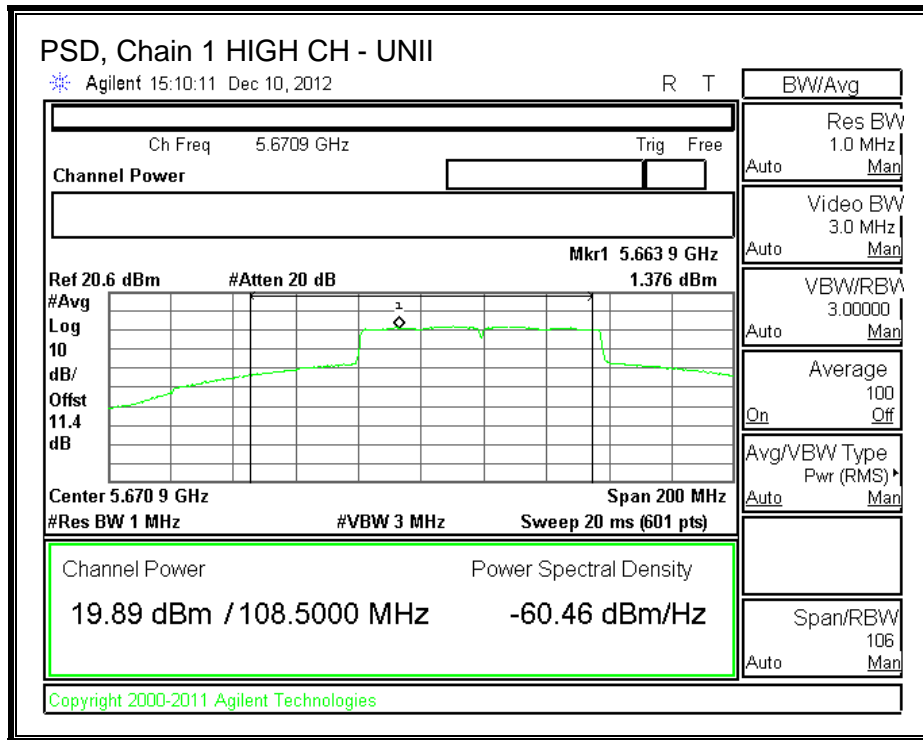 PSD, Chain 1 HIGH CH - UNII
Agilent 15:10:11 Dec 10, 2012 R T
BW/Avg
Ch Freq 5.6709 GHz Trig Free
Channel Power
Res BW
1.0 MHz
Auto Man
Video BW
3.0 MHz
Auto Man
Mkr1 5.663 9 GHz
Ref 20.6 dBm #Atten 20 dB 1.376 dBm
#Avg
Log
10
dB/
Offst
11.4
dB
1
VBW/RBW
3.00000
Auto Man
Average
100
On Off
Avg/VBW Type
Pwr (RMS)
Auto Man
Center 5.670 9 GHz Span 200 MHz
#Res BW 1 MHz #VBW 3 MHz Sweep 20 ms (601 pts)
Channel Power Power Spectral Density
19.89 dBm / 108.5000 MHz -60.46 dBm/Hz
Span/RBW
106
Auto Man
Copyright 2000-2011 Agilent Technologies